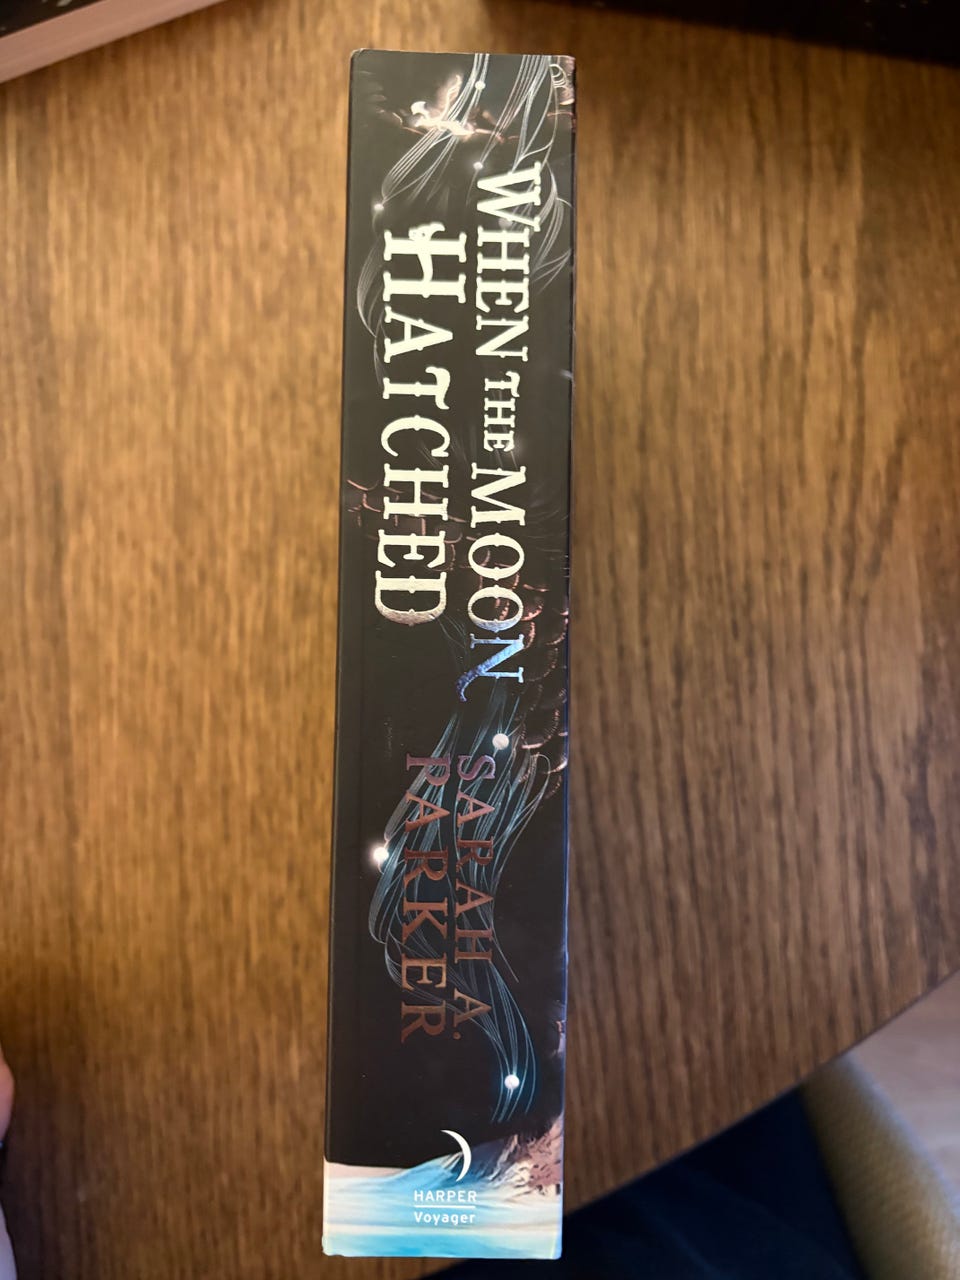 WHEN THE MOON
HATCHED
SARAH A.
PARKER
HARPER
Voyager